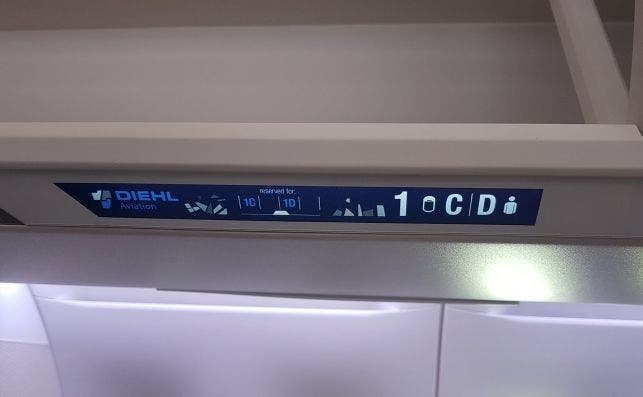 DIEHL
Aviation
reserved for:
1C 1D
1 C|D